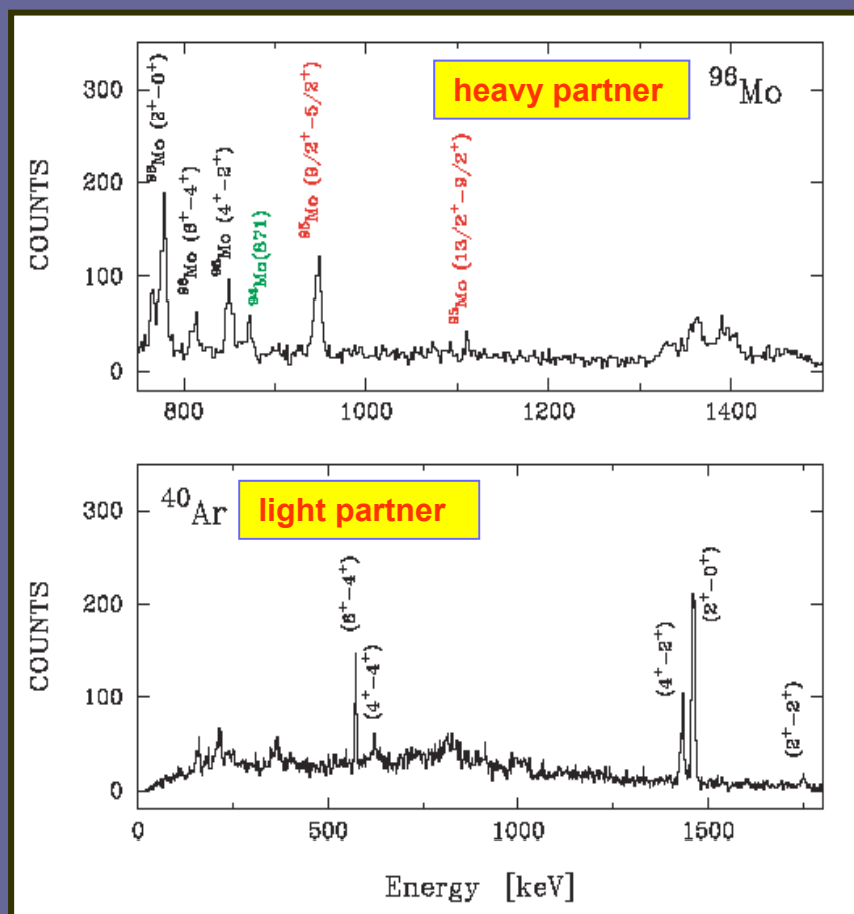 ⁹⁶Mo (2⁺−0⁺)
⁹⁶Mo (6⁺−4⁺)
⁹⁶Mo (4⁺−2⁺)
⁹⁴Mo(871)
⁹⁵Mo (9/2⁺−5/2⁺)
heavy partner
⁹⁵Mo (13/2⁺−9/2⁺)
⁹⁶Mo
COUNTS
300
200
100
0
800
1000
1200
1400
⁴⁰Ar
light partner
COUNTS
300
200
100
0
(6⁺−4⁺)
(4⁺−4⁺)
(4⁺−2⁺)
(2⁺−0⁺)
(2⁺−2⁺)
0
500
1000
1500
Energy [keV]